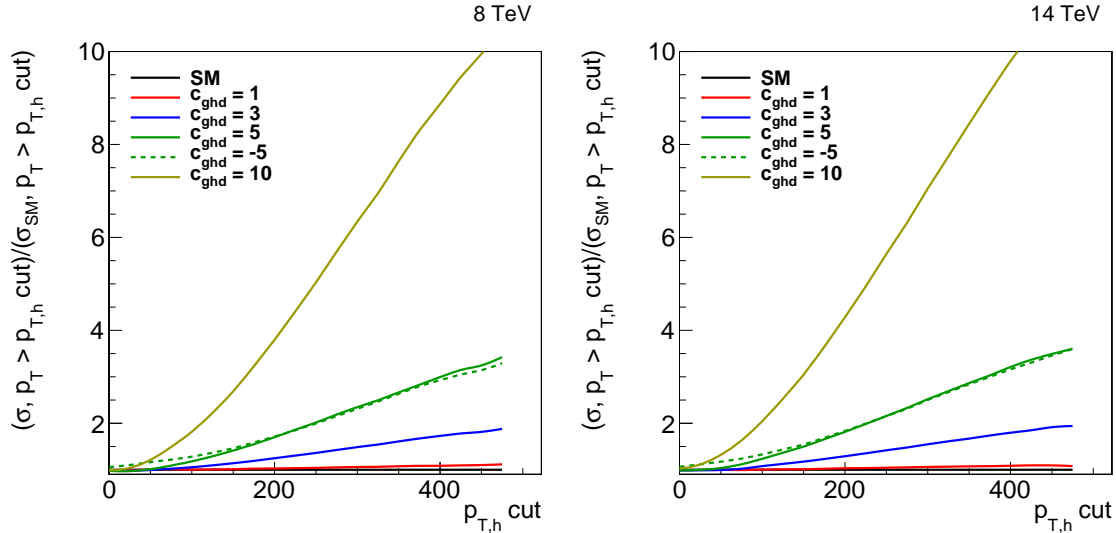 8 TeV
(σ, p_T > p_T,h cut)/(σ_SM, p_T > p_T,h cut)
10
8
6
4
2
SM
c_ghd = 1
c_ghd = 3
c_ghd = 5
c_ghd = -5
c_ghd = 10
0
200
400
p_T,h cut
14 TeV
(σ, p_T > p_T,h cut)/(σ_SM, p_T > p_T,h cut)
10
8
6
4
2
SM
c_ghd = 1
c_ghd = 3
c_ghd = 5
c_ghd = -5
c_ghd = 10
0
200
400
p_T,h cut